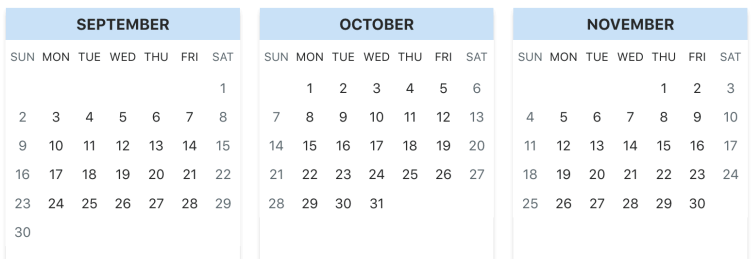 SEPTEMBER
SUN MON TUE WED THU FRI SAT
1
2 3 4 5 6 7 8
9 10 11 12 13 14 15
16 17 18 19 20 21 22
23 24 25 26 27 28 29
30
OCTOBER
SUN MON TUE WED THU FRI SAT
1 2 3 4 5 6
7 8 9 10 11 12 13
14 15 16 17 18 19 20
21 22 23 24 25 26 27
28 29 30 31
NOVEMBER
SUN MON TUE WED THU FRI SAT
1 2 3
4 5 6 7 8 9 10
11 12 13 14 15 16 17
18 19 20 21 22 23 24
25 26 27 28 29 30